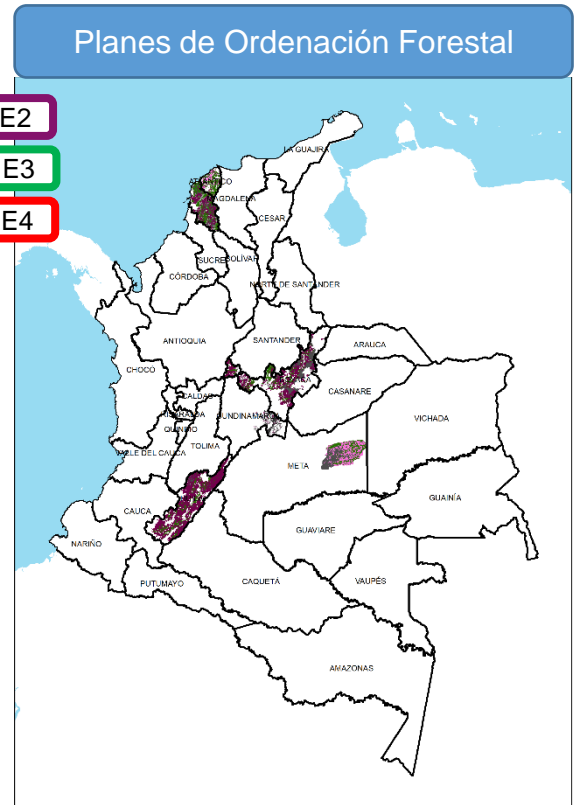 Planes de Ordenación Forestal
E2
E3
E4
LA GUAJIRA
ATLÁNTICO
MAGDALENA
CESAR
SUCRE
BOLÍVAR
CÓRDOBA
NORTE DE SANTANDER
ANTIOQUIA
SANTANDER
ARAUCA
CHOCÓ
CASANARE
CALDAS
VICHADA
RISARALDA
CUNDINAMARCA
QUINDÍO
TOLIMA
VALLE DEL CAUCA
META
GUAINÍA
CAUCA
GUAVIARE
NARIÑO
PUTUMAYO
CAQUETÁ
VAUPÉS
AMAZONAS